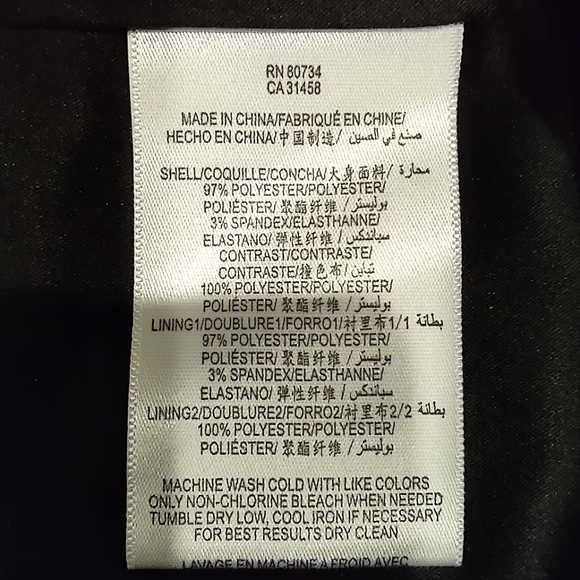 RN 80734
CA 31458
MADE IN CHINA/FABRIQUÉ EN CHINE/
HECHO EN CHINA/中国制造/ صنع في الصين
SHELL/COQUILLE/CONCHA/大身面料/ محارة
97% POLYESTER/POLYESTER/
POLIÉSTER/ 聚酯纤维 / بوليستر
3% SPANDEX/ELASTHANNE/
ELASTANO/ 弹性纤维 / سباندكس
CONTRAST/CONTRASTE/
CONTRASTE/撞色布/ تباين
100% POLYESTER/POLYESTER/
POLIÉSTER/ 聚酯纤维 / بوليستر
LINING1/DOUBLURE1/FORRO1/衬里布1/1 بطانة
97% POLYESTER/POLYESTER/
POLIÉSTER/ 聚酯纤维 / بوليستر
3% SPANDEX/ELASTHANNE/
ELASTANO/ 弹性纤维 / سباندكس
LINING2/DOUBLURE2/FORRO2/衬里布2/2 بطانة
100% POLYESTER/POLYESTER/
POLIÉSTER/ 聚酯纤维 / بوليستر
MACHINE WASH COLD WITH LIKE COLORS
ONLY NON-CHLORINE BLEACH WHEN NEEDED
TUMBLE DRY LOW, COOL IRON IF NECESSARY
FOR BEST RESULTS DRY CLEAN
LAVAGE EN MACHINE À FROID AVEC